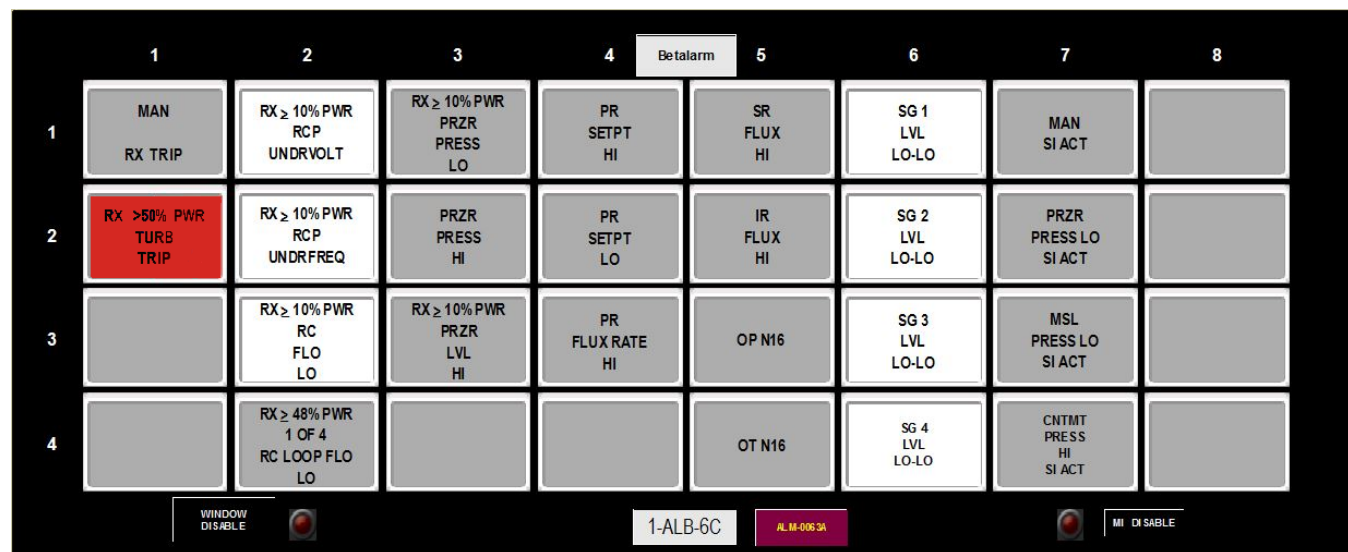 1 2 3 4 Betalarm 5 6 7 8
1
MAN
RX TRIP
RX ≥ 10% PWR
RCP
UNDRVOLT
RX ≥ 10% PWR
PRZR
PRESS
LO
PR
SETPT
HI
SR
FLUX
HI
SG 1
LVL
LO-LO
MAN
SI ACT
2
RX >50% PWR
TURB
TRIP
RX ≥ 10% PWR
RCP
UNDRFREQ
PRZR
PRESS
HI
PR
SETPT
LO
IR
FLUX
HI
SG 2
LVL
LO-LO
PRZR
PRESS LO
SI ACT
3
RX ≥ 10% PWR
RC
FLO
LO
RX ≥ 10% PWR
PRZR
LVL
HI
PR
FLUX RATE
HI
OP N16
SG 3
LVL
LO-LO
MSL
PRESS LO
SI ACT
4
RX ≥ 48% PWR
1 OF 4
RC LOOP FLO
LO
OT N16
SG 4
LVL
LO-LO
CNTMT
PRESS
HI
SI ACT
WINDOW
DISABLE
1-ALB-6C
ALM-0063A
MI DISABLE